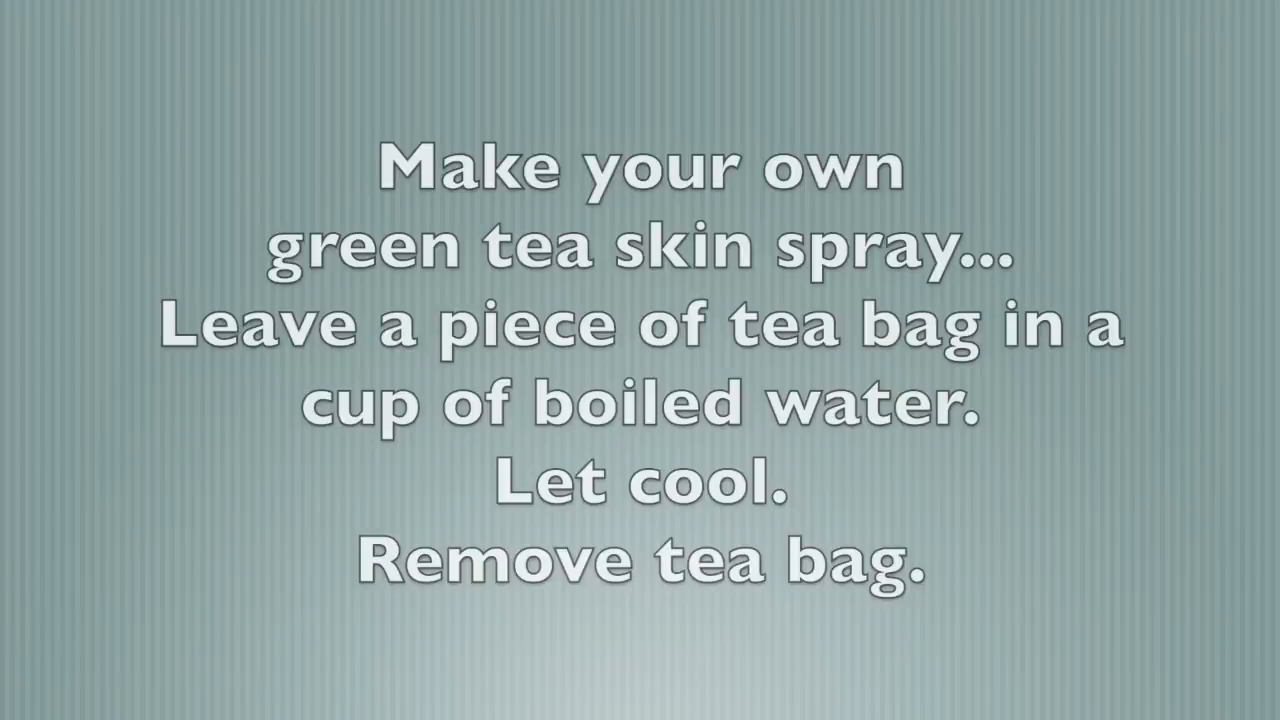 Make your own
green tea skin spray...
Leave a piece of tea bag in a
cup of boiled water.
Let cool.
Remove tea bag.